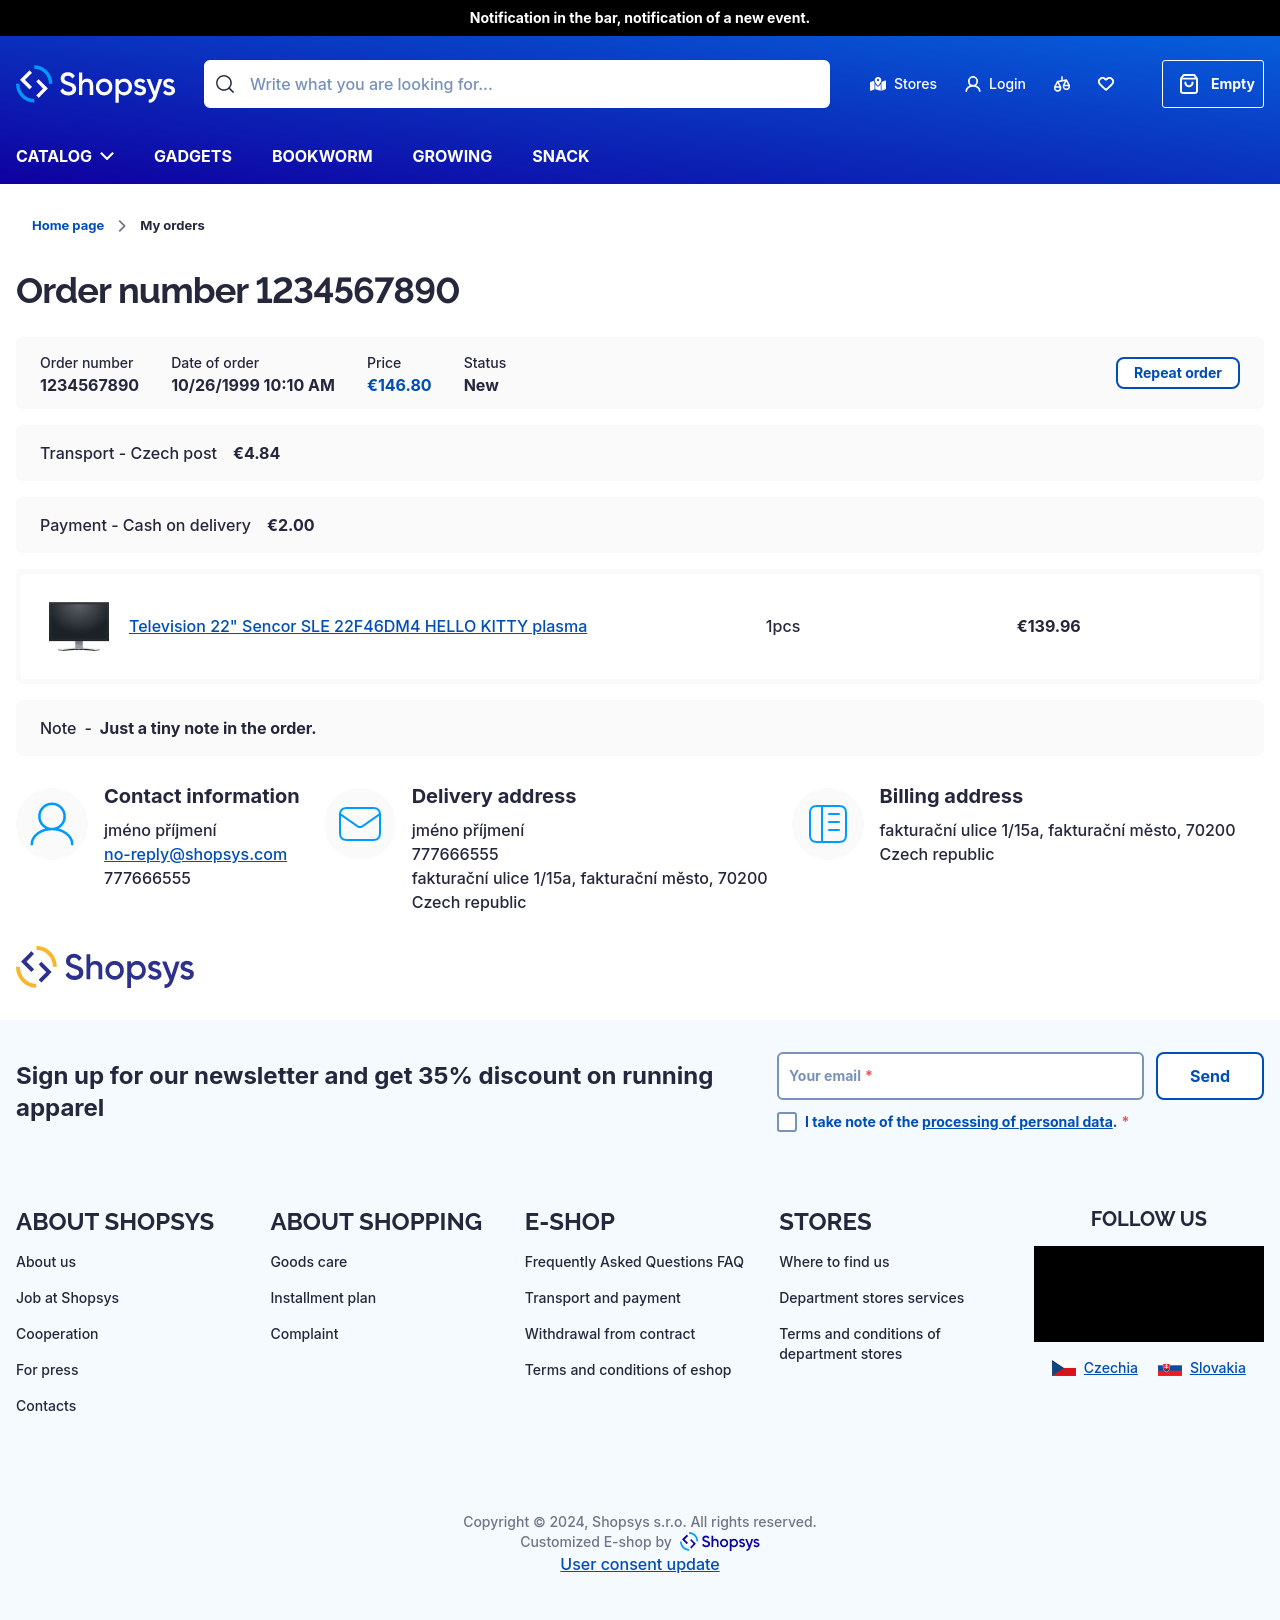 Notification in the bar, notification of a new event.
Shopsys
Write what you are looking for...
Stores
Login
Empty
CATALOG
GADGETS
BOOKWORM
GROWING
SNACK
Home page
My orders
Order number 1234567890
Order number
1234567890
Date of order
10/26/1999 10:10 AM
Price
€146.80
Status
New
Repeat order
Transport - Czech post €4.84
Payment - Cash on delivery €2.00
Television 22" Sencor SLE 22F46DM4 HELLO KITTY plasma
1pcs
€139.96
Note - Just a tiny note in the order.
Contact information
jméno příjmení
no-reply@shopsys.com
777666555
Delivery address
jméno příjmení
777666555
fakturační ulice 1/15a, fakturační město, 70200
Czech republic
Billing address
fakturační ulice 1/15a, fakturační město, 70200
Czech republic
Shopsys
Sign up for our newsletter and get 35% discount on running
apparel
Your email *
Send
I take note of the processing of personal data. *
ABOUT SHOPSYS
About us
Job at Shopsys
Cooperation
For press
Contacts
ABOUT SHOPPING
Goods care
Installment plan
Complaint
E-SHOP
Frequently Asked Questions FAQ
Transport and payment
Withdrawal from contract
Terms and conditions of eshop
STORES
Where to find us
Department stores services
Terms and conditions of
department stores
FOLLOW US
Czechia
Slovakia
Copyright © 2024, Shopsys s.r.o. All rights reserved.
Customized E-shop by Shopsys
User consent update